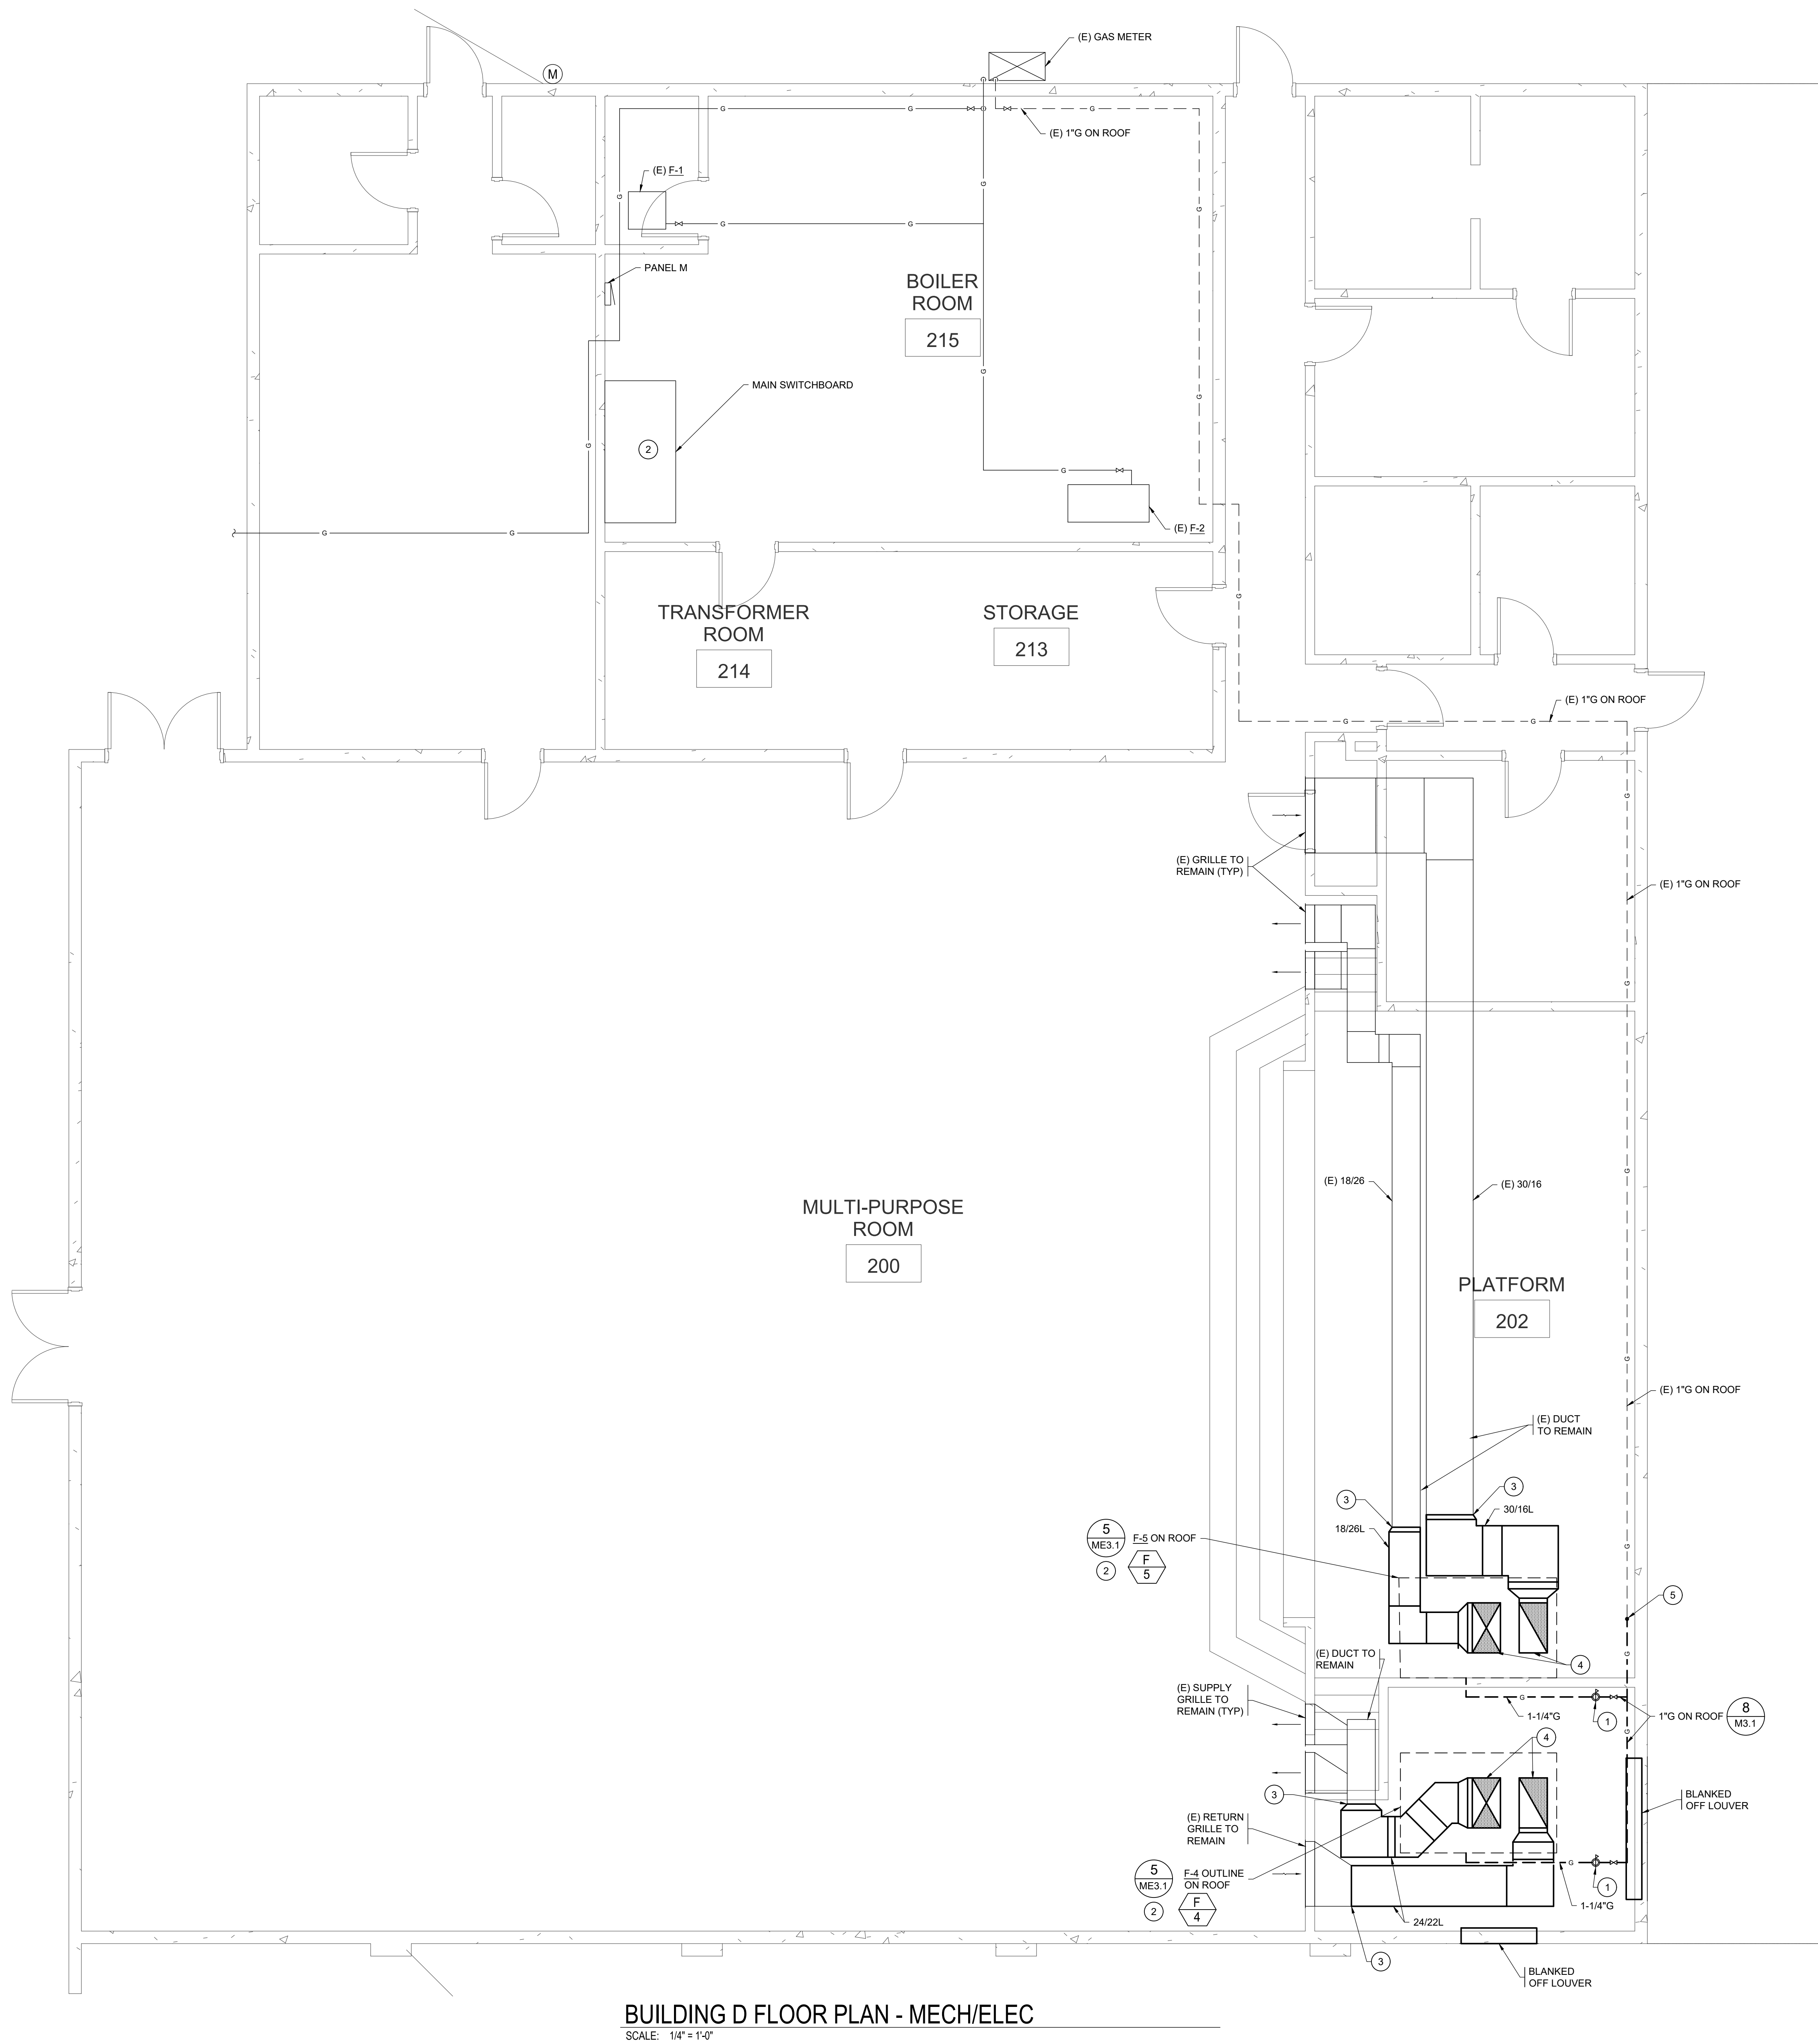 (E) GAS METER
M
G
G
G
(E) 1"G ON ROOF
(E) F-1
G
G
G
G
G
PANEL M
BOILER
ROOM
215
G
G
MAIN SWITCHBOARD
2
G
G
G
G
(E) F-2
G
TRANSFORMER
ROOM
214
STORAGE
213
(E) 1"G ON ROOF
G
G
G
(E) GRILLE TO
REMAIN (TYP)
(E) 1"G ON ROOF
G
G
(E) 18/26
(E) 30/16
MULTI-PURPOSE
ROOM
200
PLATFORM
202
G
(E) 1"G ON ROOF
(E) DUCT
TO REMAIN
3
3
30/16L
18/26L
5
ME3.1
F-5 ON ROOF
2
F
5
G
5
G
4
(E) DUCT TO
REMAIN
(E) SUPPLY
GRILLE TO
REMAIN (TYP)
G
1-1/4"G
1
1"G ON ROOF
8
M3.1
G
4
3
BLANKED
OFF LOUVER
(E) RETURN
GRILLE TO
REMAIN
5
ME3.1
F-4 OUTLINE
ON ROOF
2
F
4
G
1
1-1/4"G
24/22L
3
BLANKED
OFF LOUVER
BUILDING D FLOOR PLAN - MECH/ELEC
SCALE: 1/4" = 1'-0"